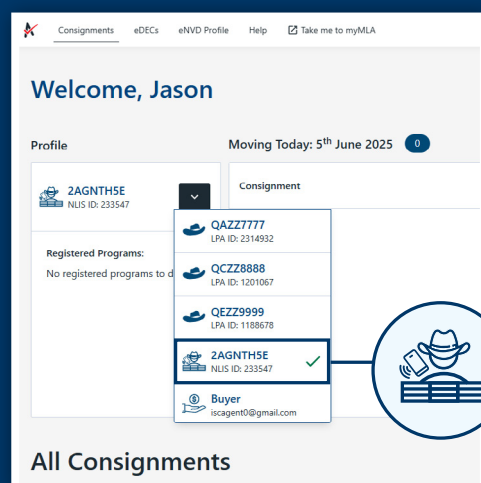 Consignments eDECs eNVD Profile Help Take me to myMLA
Welcome, Jason
Profile
Moving Today: 5th June 2025 0
2AGNTH5E
NLIS ID: 233547
Consignment
Registered Programs:
No registered programs to d
QAZZ7777
LPA ID: 2314932
QCZZ8888
LPA ID: 1201067
QEZZ9999
LPA ID: 1188678
2AGNTH5E
NLIS ID: 233547
Buyer
iscagent0@gmail.com
All Consignments